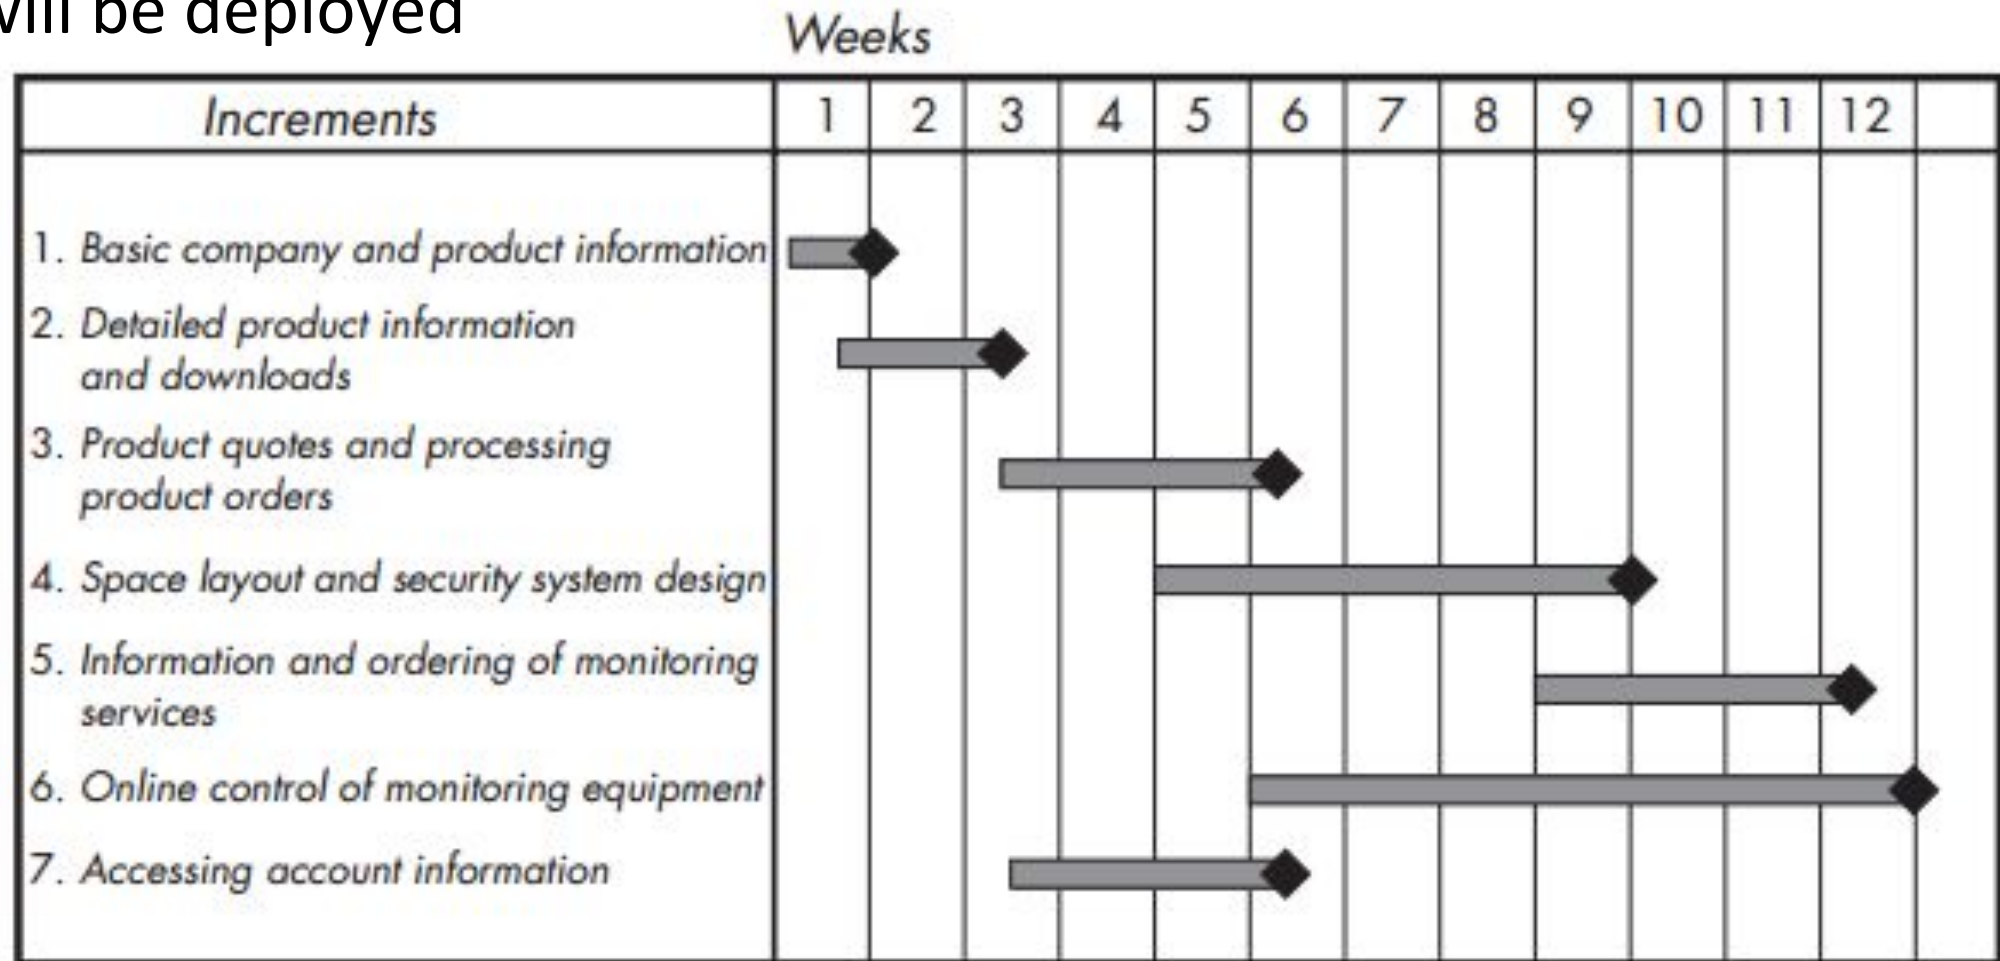 will be deployed
Weeks
Increments 1 2 3 4 5 6 7 8 9 10 11 12
1. Basic company and product information
2. Detailed product information
and downloads
3. Product quotes and processing
product orders
4. Space layout and security system design
5. Information and ordering of monitoring
services
6. Online control of monitoring equipment
7. Accessing account information